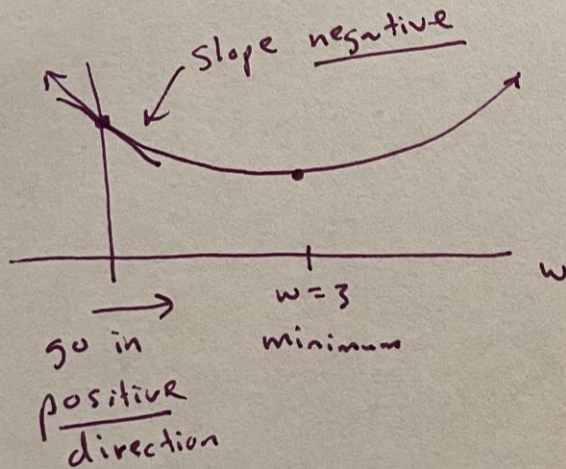 slope negative
w
w = 3
minimum
go in
positive
direction